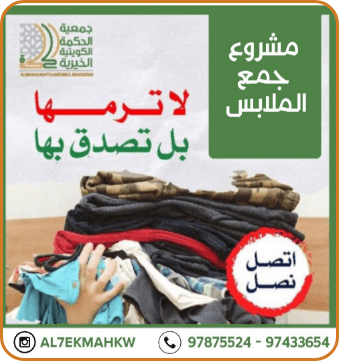 جمعية
الحكمة
الكويتية
الخيرية
مشروع
جمع
الملابس
لا ترمها
بل تصدق بها
اتصل
نصل
AL7EKMAHKW
97875524 - 97433654